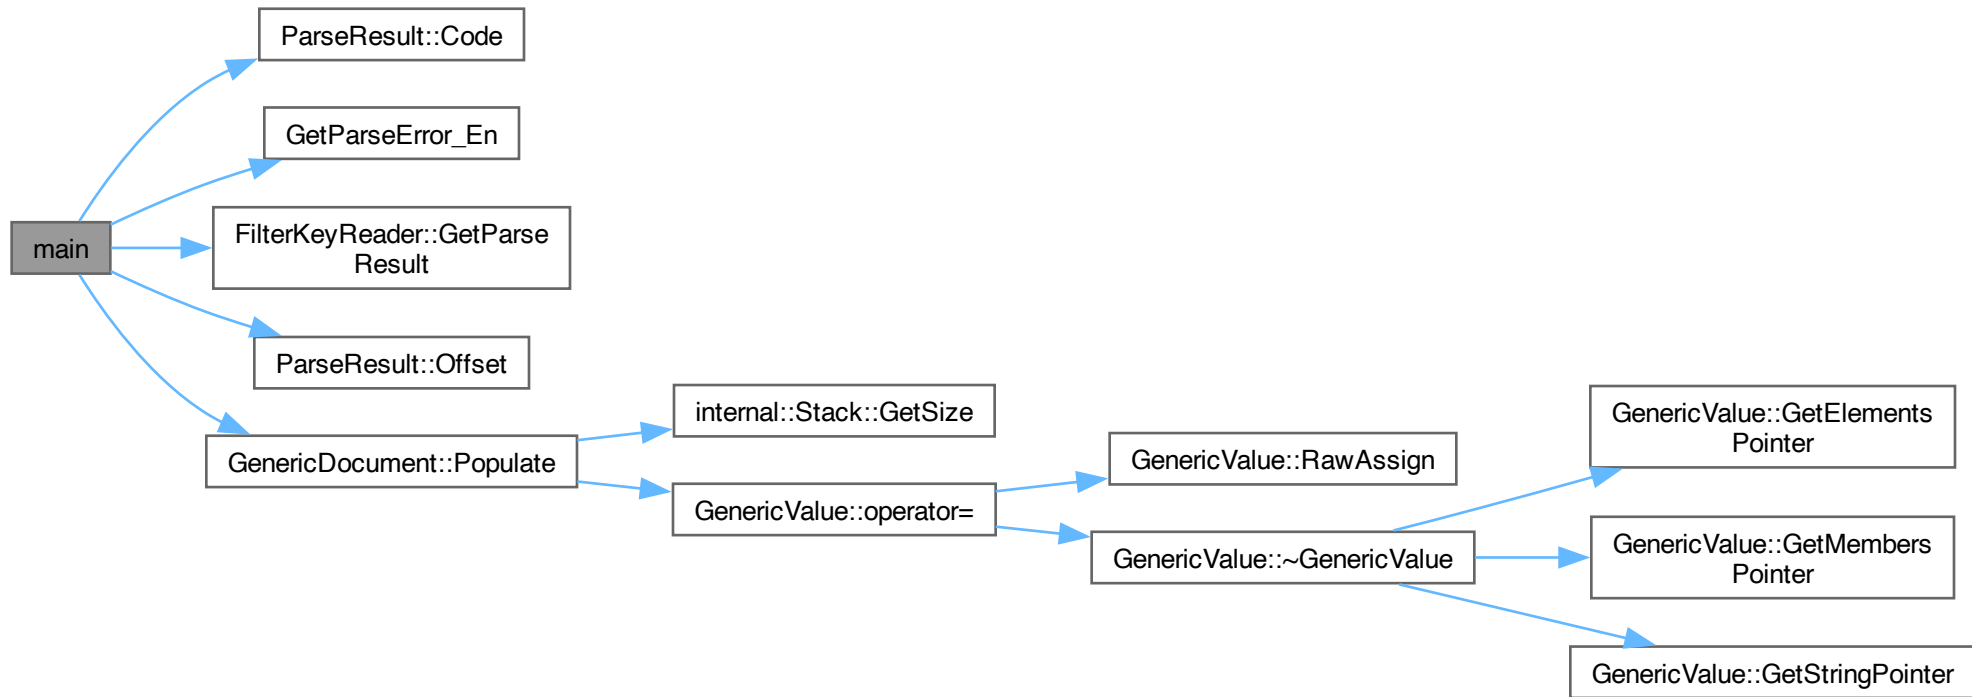 ParseResult::Code
GetParseError_En
main
FilterKeyReader::GetParse
Result
ParseResult::Offset
GenericDocument::Populate
internal::Stack::GetSize
GenericValue::operator=
GenericValue::RawAssign
GenericValue::~GenericValue
GenericValue::GetElements
Pointer
GenericValue::GetMembers
Pointer
GenericValue::GetStringPointer